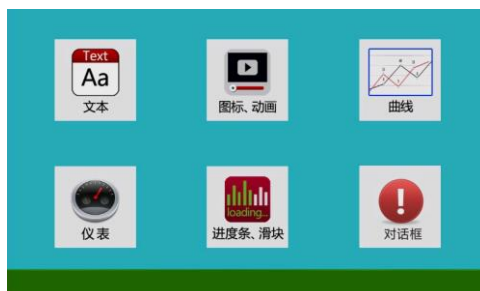 Text
Aa
文本
图标、动画
曲线
仪表
loading...
进度条、滑块
对话框